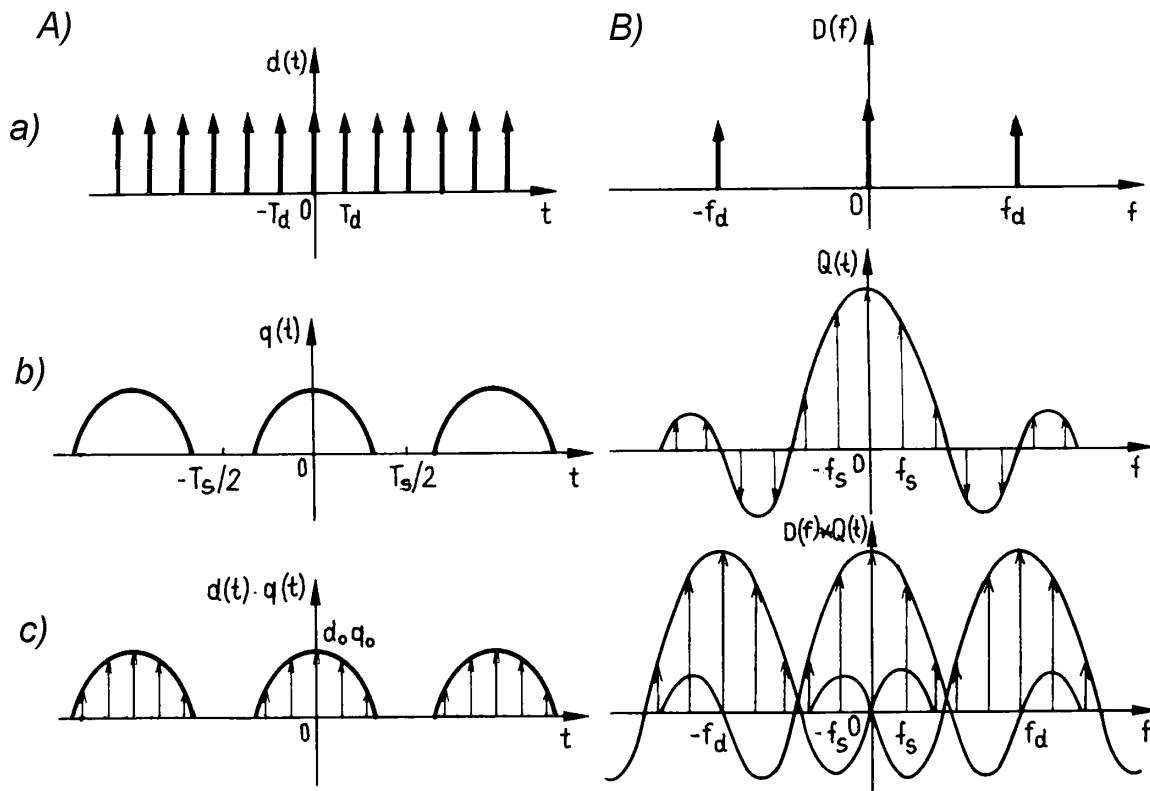 A)
B)
a)
d(t)
-T_d 0 T_d t
D(f)
-f_d 0 f_d f
b)
q(t)
-T_s/2 0 T_s/2 t
Q(t)
-f_s 0 f_s f
c)
d(t).q(t)
d₀q₀
0 t
D(f)*Q(t)
-f_d -f_s 0 f_s f_d f